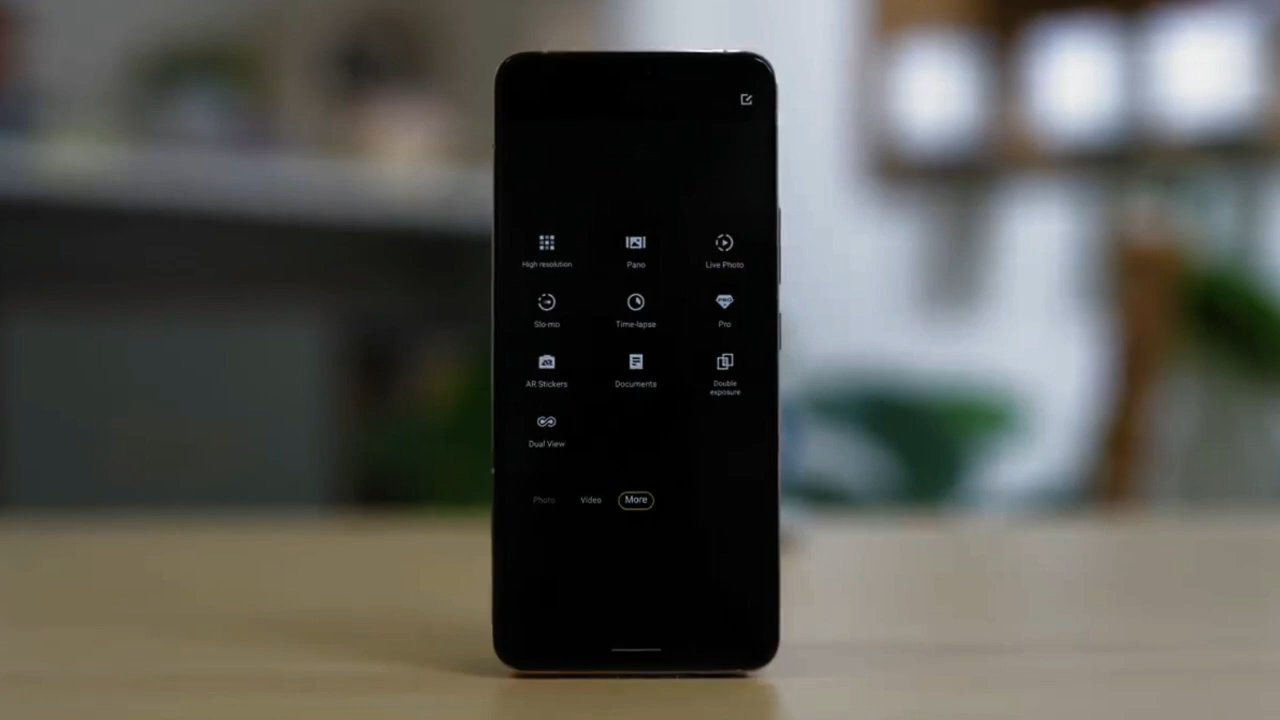 High resolution
Pano
Live Photo
Slo-mo
Time-lapse
Pro
AR Stickers
Documents
Double
exposure
Dual View
Photo
Video
More